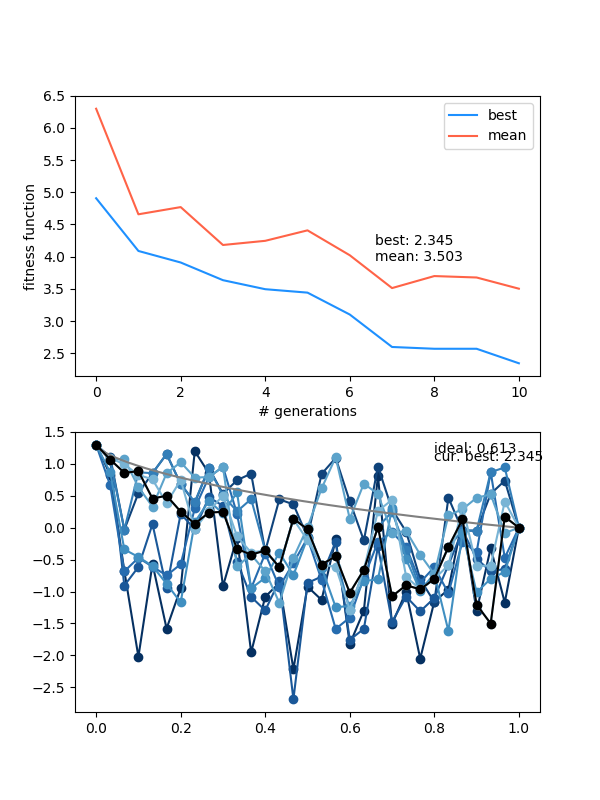 6.5
6.0
5.5
5.0
4.5
4.0
3.5
3.0
2.5
fitness function
best
mean
best: 2.345
mean: 3.503
0 2 4 6 8 10
# generations
1.5
1.0
0.5
0.0
−0.5
−1.0
−1.5
−2.0
−2.5
ideal: 0.613
cur. best: 2.345
0.0 0.2 0.4 0.6 0.8 1.0